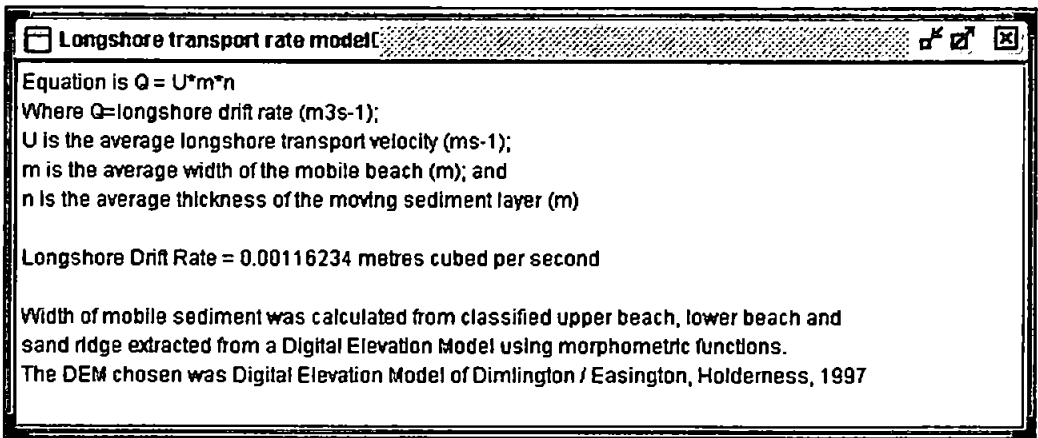 Longshore transport rate model
Equation is Q = U*m*n
Where Q=longshore drift rate (m3s-1);
U is the average longshore transport velocity (ms-1);
m is the average width of the mobile beach (m); and
n is the average thickness of the moving sediment layer (m)
Longshore Drift Rate = 0.00116234 metres cubed per second
Width of mobile sediment was calculated from classified upper beach, lower beach and
sand ridge extracted from a Digital Elevation Model using morphometric functions.
The DEM chosen was Digital Elevation Model of Dimlington / Easington, Holderness, 1997